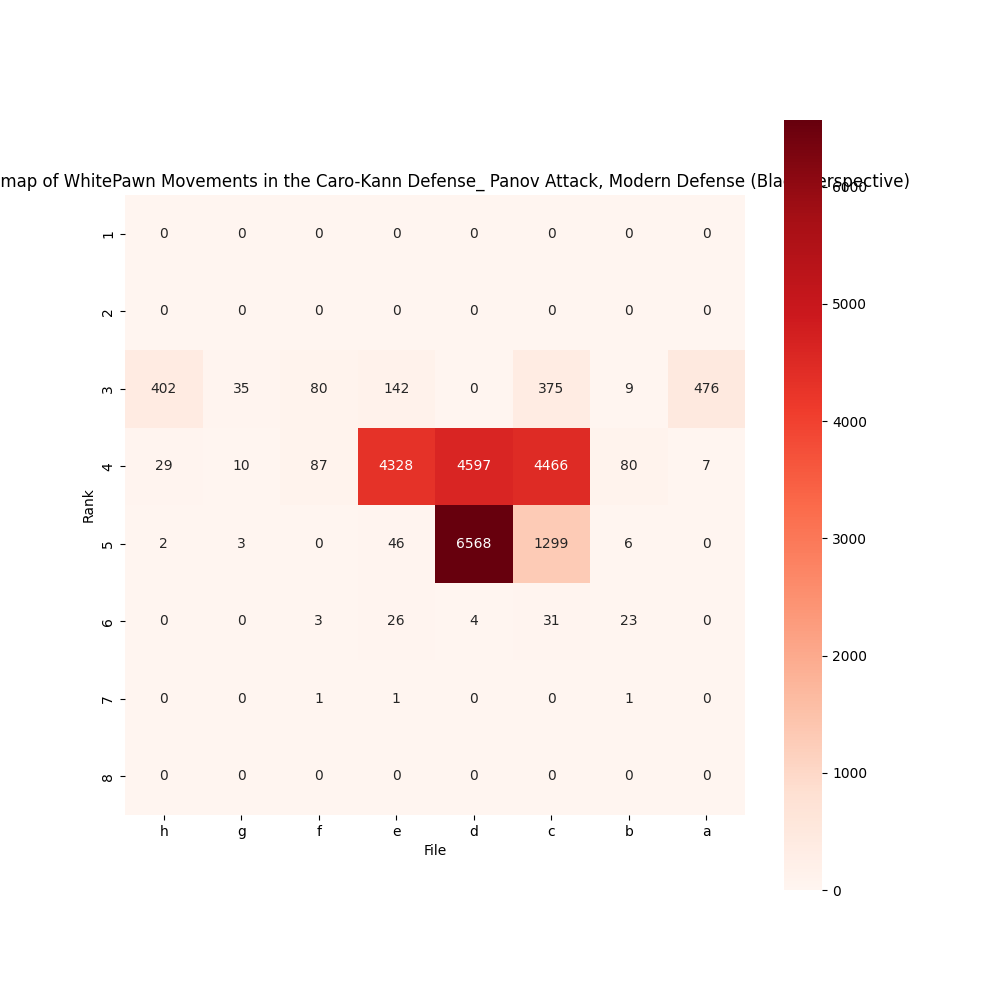 map of WhitePawn Movements in the Caro-Kann Defense_ Panov Attack, Modern Defense (Black Perspective)
6000
1 0 0 0 0 0 0 0 0
2 0 0 0 0 0 0 0 0
5000
3 402 35 80 142 0 375 9 476
4000
4 29 10 87 4328 4597 4466 80 7
Rank
3000
5 2 3 0 46 6568 1299 6 0
6 0 0 3 26 4 31 23 0
2000
7 0 0 1 1 0 0 1 0
1000
8 0 0 0 0 0 0 0 0
h g f e d c b a
File
0